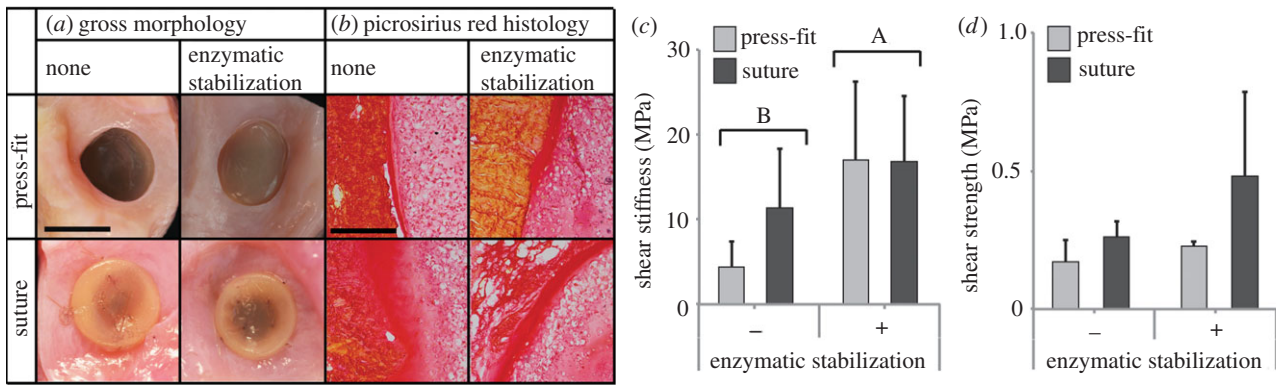 (a) gross morphology
(b) picrosirius red histology
none
enzymatic
stabilization
none
enzymatic
stabilization
press-fit
suture
(c)
30
20
10
0
shear stiffness (MPa)
press-fit
suture
B
A
–
+
enzymatic stabilization
(d)
1.0
0.5
0
shear strength (MPa)
press-fit
suture
–
+
enzymatic stabilization